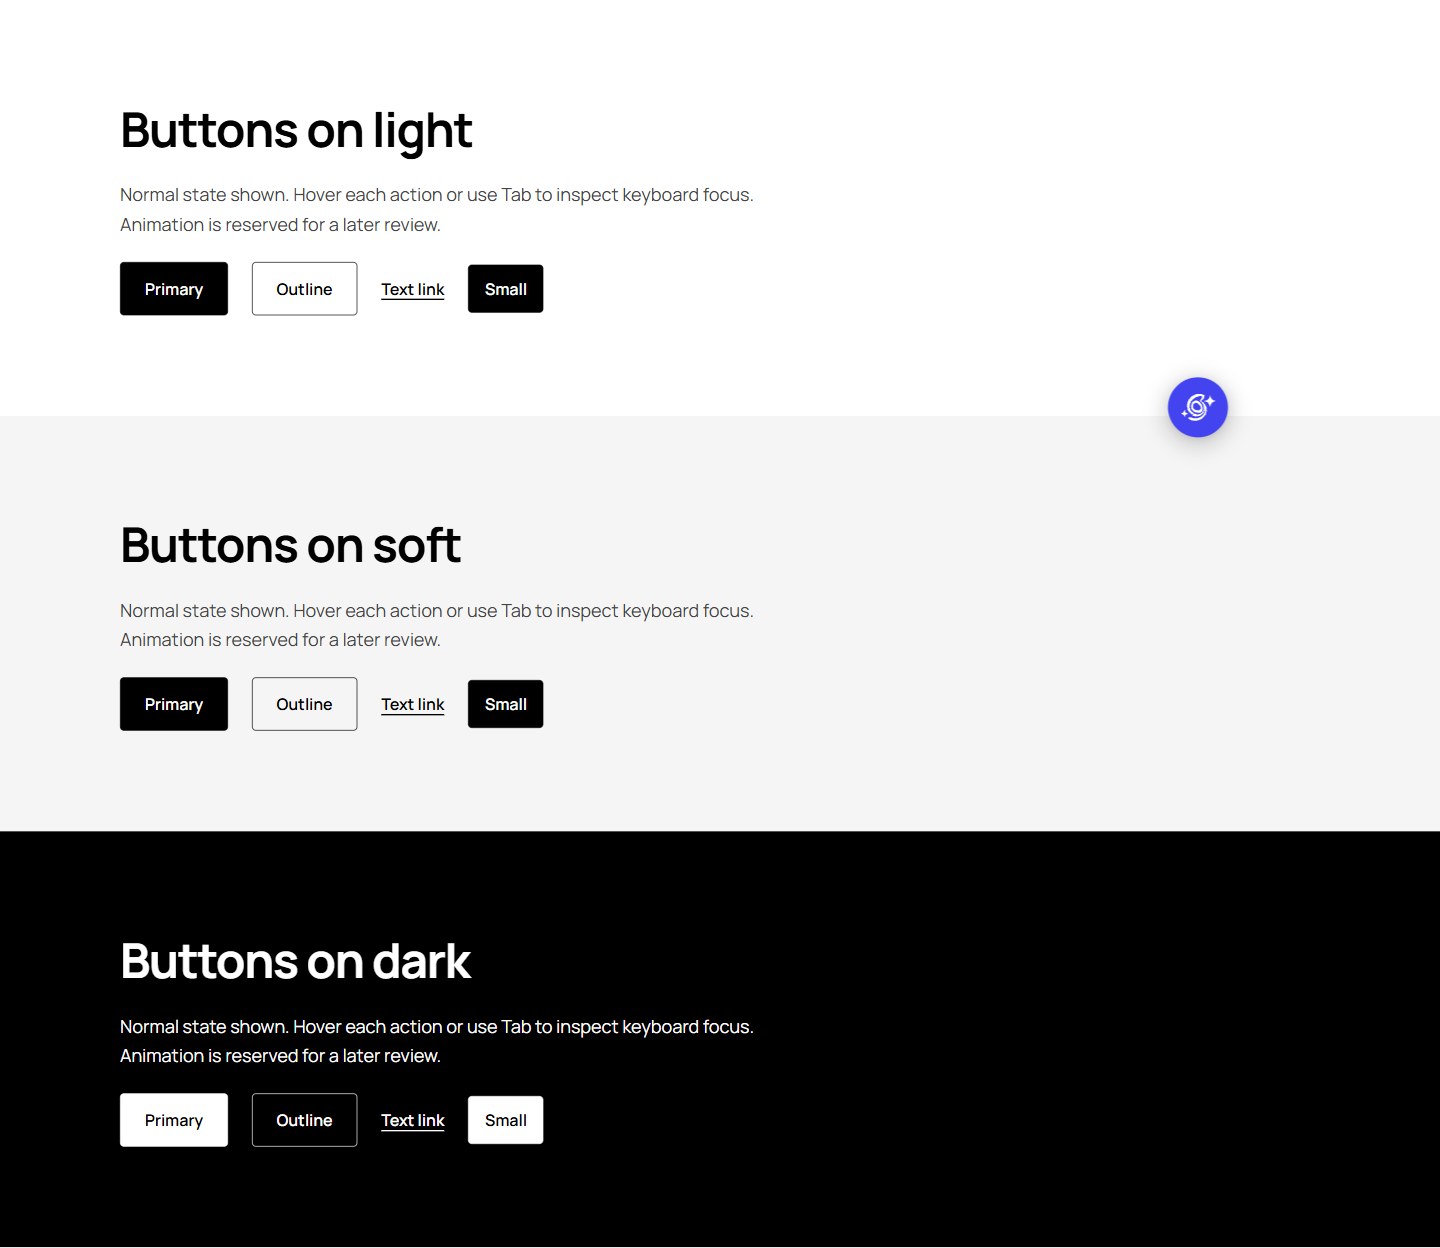 Buttons on light
Normal state shown. Hover each action or use Tab to inspect keyboard focus.
Animation is reserved for a later review.
Primary Outline Text link Small
Buttons on soft
Normal state shown. Hover each action or use Tab to inspect keyboard focus.
Animation is reserved for a later review.
Primary Outline Text link Small
Buttons on dark
Normal state shown. Hover each action or use Tab to inspect keyboard focus.
Animation is reserved for a later review.
Primary Outline Text link Small